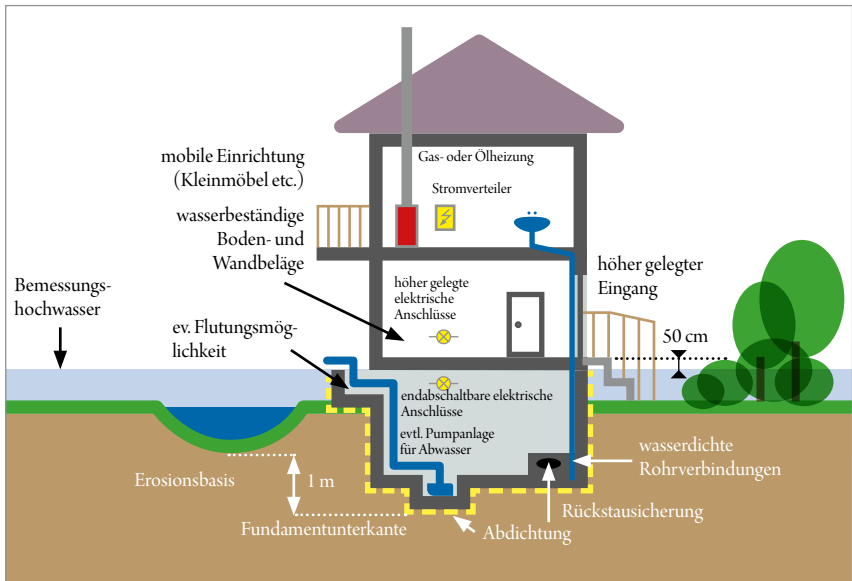 Gas- oder Ölheizung
mobile Einrichtung
(Kleinmöbel etc.)
Stromverteiler
wasserbeständige
Boden- und
Wandbeläge
höher gelegter
Eingang
Bemessungs-
hochwasser
höher gelegte
elektrische
Anschlüsse
ev. Flutungsmög-
lichkeit
50 cm
endabschaltbare elektrische
Anschlüsse
evtl. Pumpanlage
für Abwasser
wasserdichte
Rohrverbindungen
Erosionsbasis
1 m
Rückstausicherung
Fundamentunterkante
Abdichtung